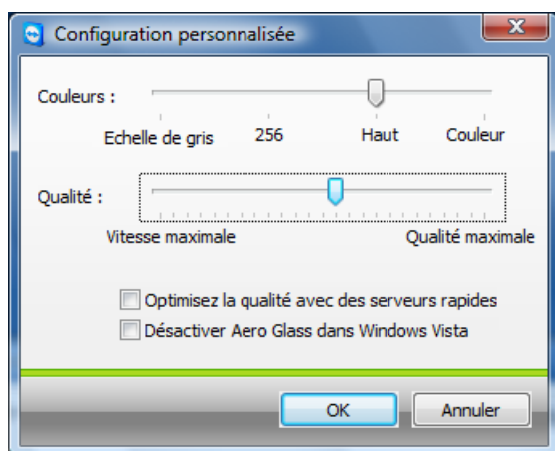 Configuration personnalisée
Couleurs :
Echelle de gris 256 Haut Couleur
Qualité :
Vitesse maximale Qualité maximale
Optimisez la qualité avec des serveurs rapides
Désactiver Aero Glass dans Windows Vista
OK Annuler